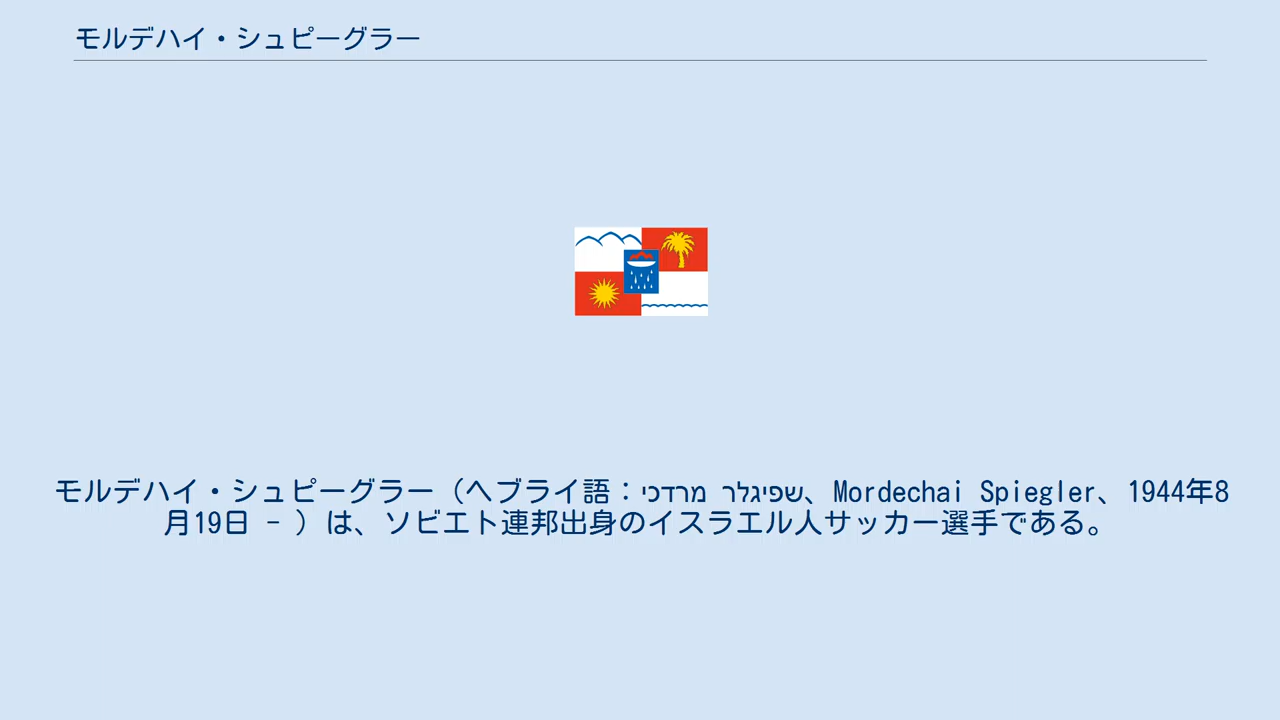 モルデハイ・シュピーグラー
モルデハイ・シュピーグラー（ヘブライ語：מרדכי שפיגלר、Mordechai Spiegler、1944年8
月19日 - ）は、ソビエト連邦出身のイスラエル人サッカー選手である。